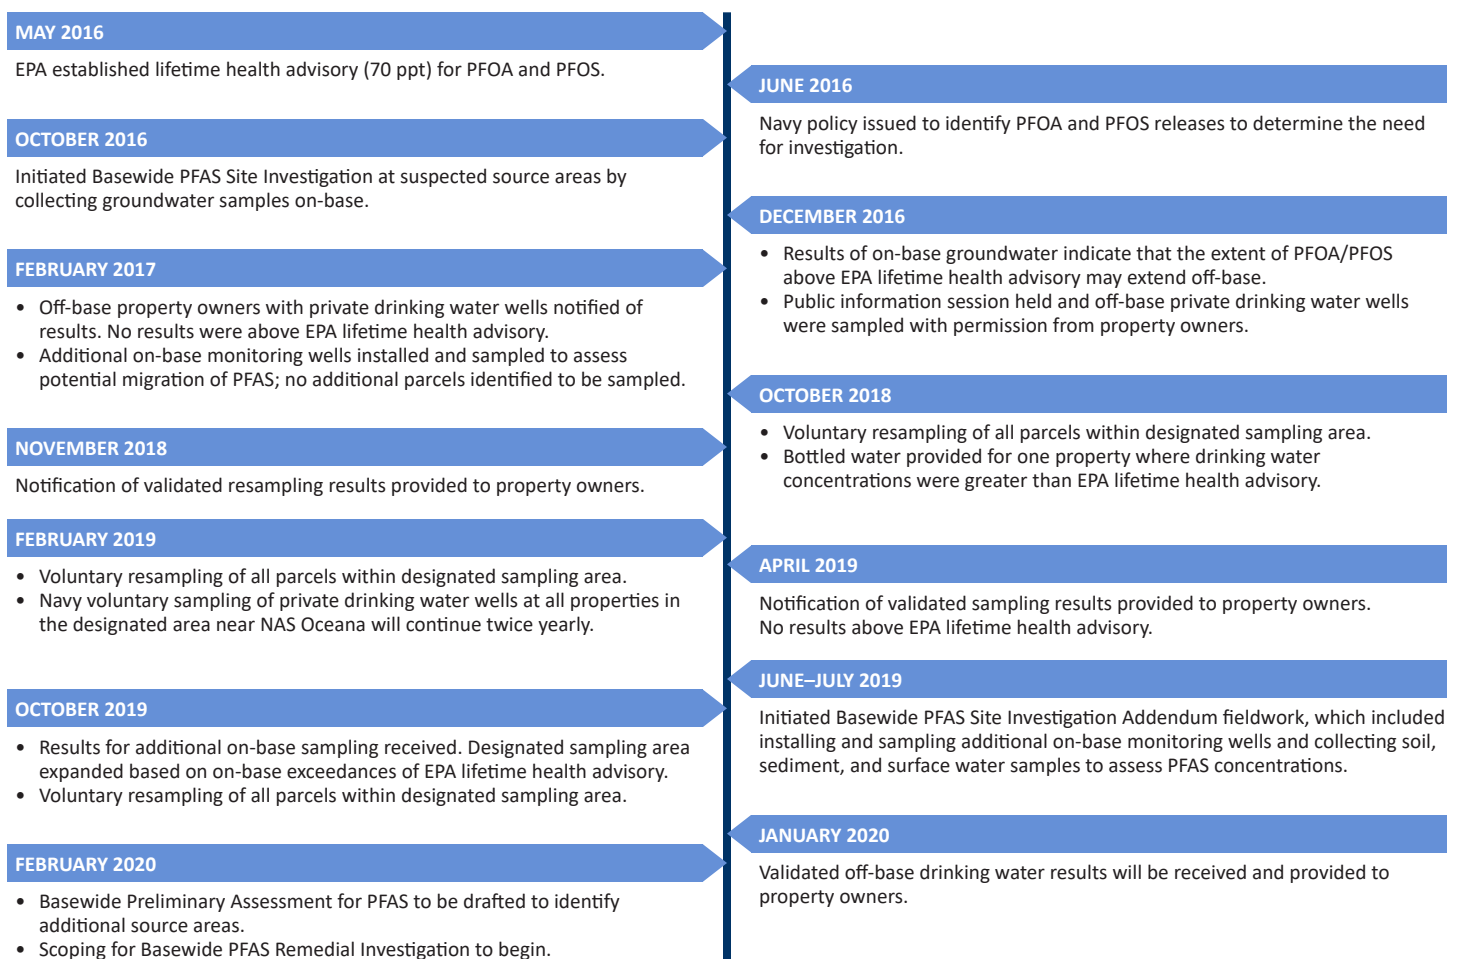 MAY 2016
EPA established lifetime health advisory (70 ppt) for PFOA and PFOS.
JUNE 2016
Navy policy issued to identify PFOA and PFOS releases to determine the need
for investigation.
OCTOBER 2016
Initiated Basewide PFAS Site Investigation at suspected source areas by
collecting groundwater samples on-base.
DECEMBER 2016
• Results of on-base groundwater indicate that the extent of PFOA/PFOS
above EPA lifetime health advisory may extend off-base.
• Public information session held and off-base private drinking water wells
were sampled with permission from property owners.
FEBRUARY 2017
• Off-base property owners with private drinking water wells notified of
results. No results were above EPA lifetime health advisory.
• Additional on-base monitoring wells installed and sampled to assess
potential migration of PFAS; no additional parcels identified to be sampled.
OCTOBER 2018
• Voluntary resampling of all parcels within designated sampling area.
• Bottled water provided for one property where drinking water
concentrations were greater than EPA lifetime health advisory.
NOVEMBER 2018
Notification of validated resampling results provided to property owners.
FEBRUARY 2019
• Voluntary resampling of all parcels within designated sampling area.
• Navy voluntary sampling of private drinking water wells at all properties in
the designated area near NAS Oceana will continue twice yearly.
APRIL 2019
Notification of validated sampling results provided to property owners.
No results above EPA lifetime health advisory.
JUNE–JULY 2019
Initiated Basewide PFAS Site Investigation Addendum fieldwork, which included
installing and sampling additional on-base monitoring wells and collecting soil,
sediment, and surface water samples to assess PFAS concentrations.
OCTOBER 2019
• Results for additional on-base sampling received. Designated sampling area
expanded based on on-base exceedances of EPA lifetime health advisory.
• Voluntary resampling of all parcels within designated sampling area.
JANUARY 2020
Validated off-base drinking water results will be received and provided to
property owners.
FEBRUARY 2020
• Basewide Preliminary Assessment for PFAS to be drafted to identify
additional source areas.
• Scoping for Basewide PFAS Remedial Investigation to begin.